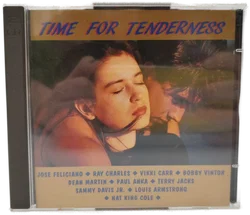 TIME FOR TENDERNESS
JOSE FELICIANO ◆ RAY CHARLES ◆ VIKKI CARR ◆ BOBBY VINTON
DEAN MARTIN ◆ PAUL ANKA ◆ TERRY JACKS
SAMMY DAVIS JR. ◆ LOUIS ARMSTRONG
◆ NAT KING COLE ◆